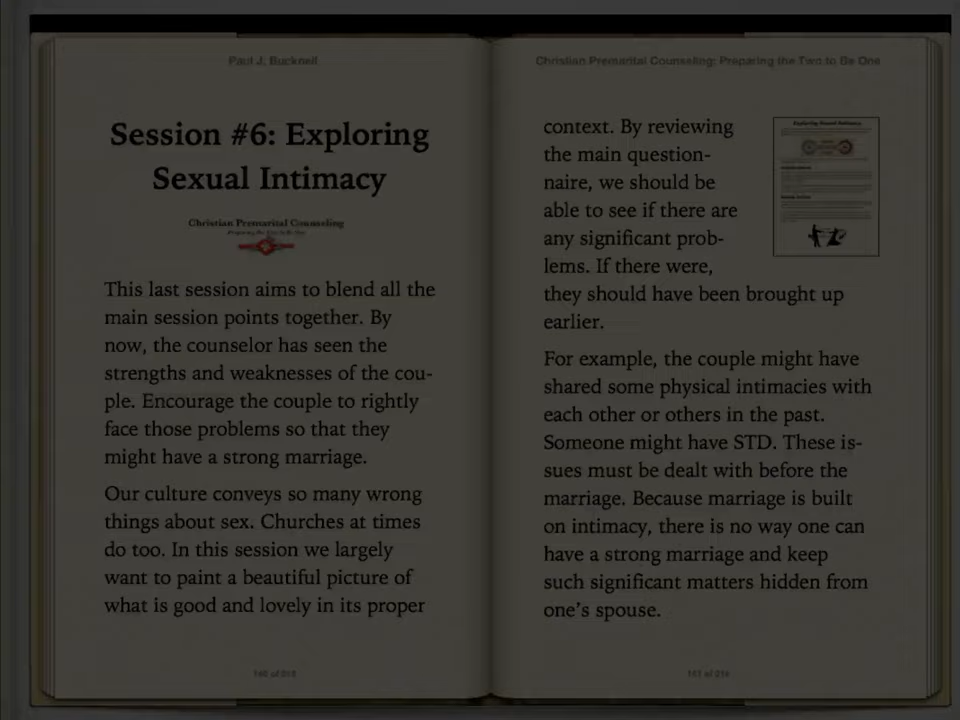 Paul J. Bucknell
Session #6: Exploring
Sexual Intimacy
Christian Premarital Counseling
Preparing the Two to Be One
This last session aims to blend all the
main session points together. By
now, the counselor has seen the
strengths and weaknesses of the cou-
ple. Encourage the couple to rightly
face those problems so that they
might have a strong marriage.
Our culture conveys so many wrong
things about sex. Churches at times
do too. In this session we largely
want to paint a beautiful picture of
what is good and lovely in its proper
Christian Premarital Counseling: Preparing the Two to Be One
context. By reviewing
the main question-
naire, we should be
able to see if there are
any significant prob-
lems. If there were,
they should have been brought up
earlier.
Exploring Sexual Intimacy
For example, the couple might have
shared some physical intimacies with
each other or others in the past.
Someone might have STD. These is-
sues must be dealt with before the
marriage. Because marriage is built
on intimacy, there is no way one can
have a strong marriage and keep
such significant matters hidden from
one's spouse.